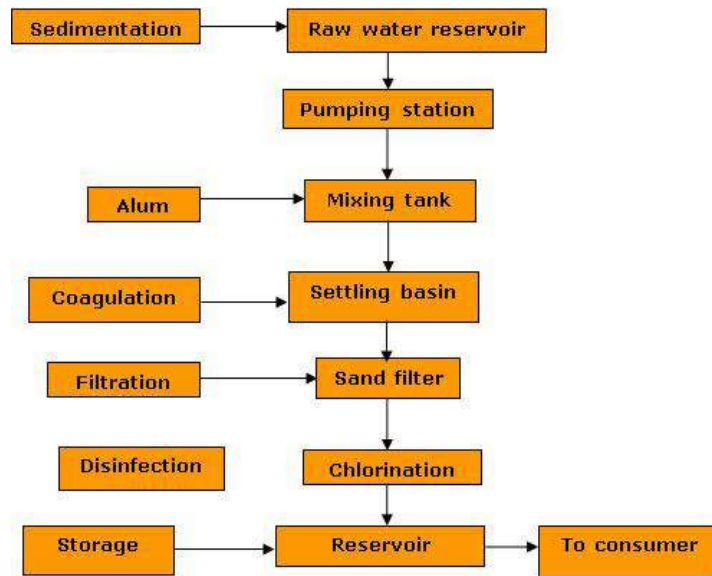 Sedimentation
Raw water reservoir
Pumping station
Alum
Mixing tank
Coagulation
Settling basin
Filtration
Sand filter
Disinfection
Chlorination
Storage
Reservoir
To consumer